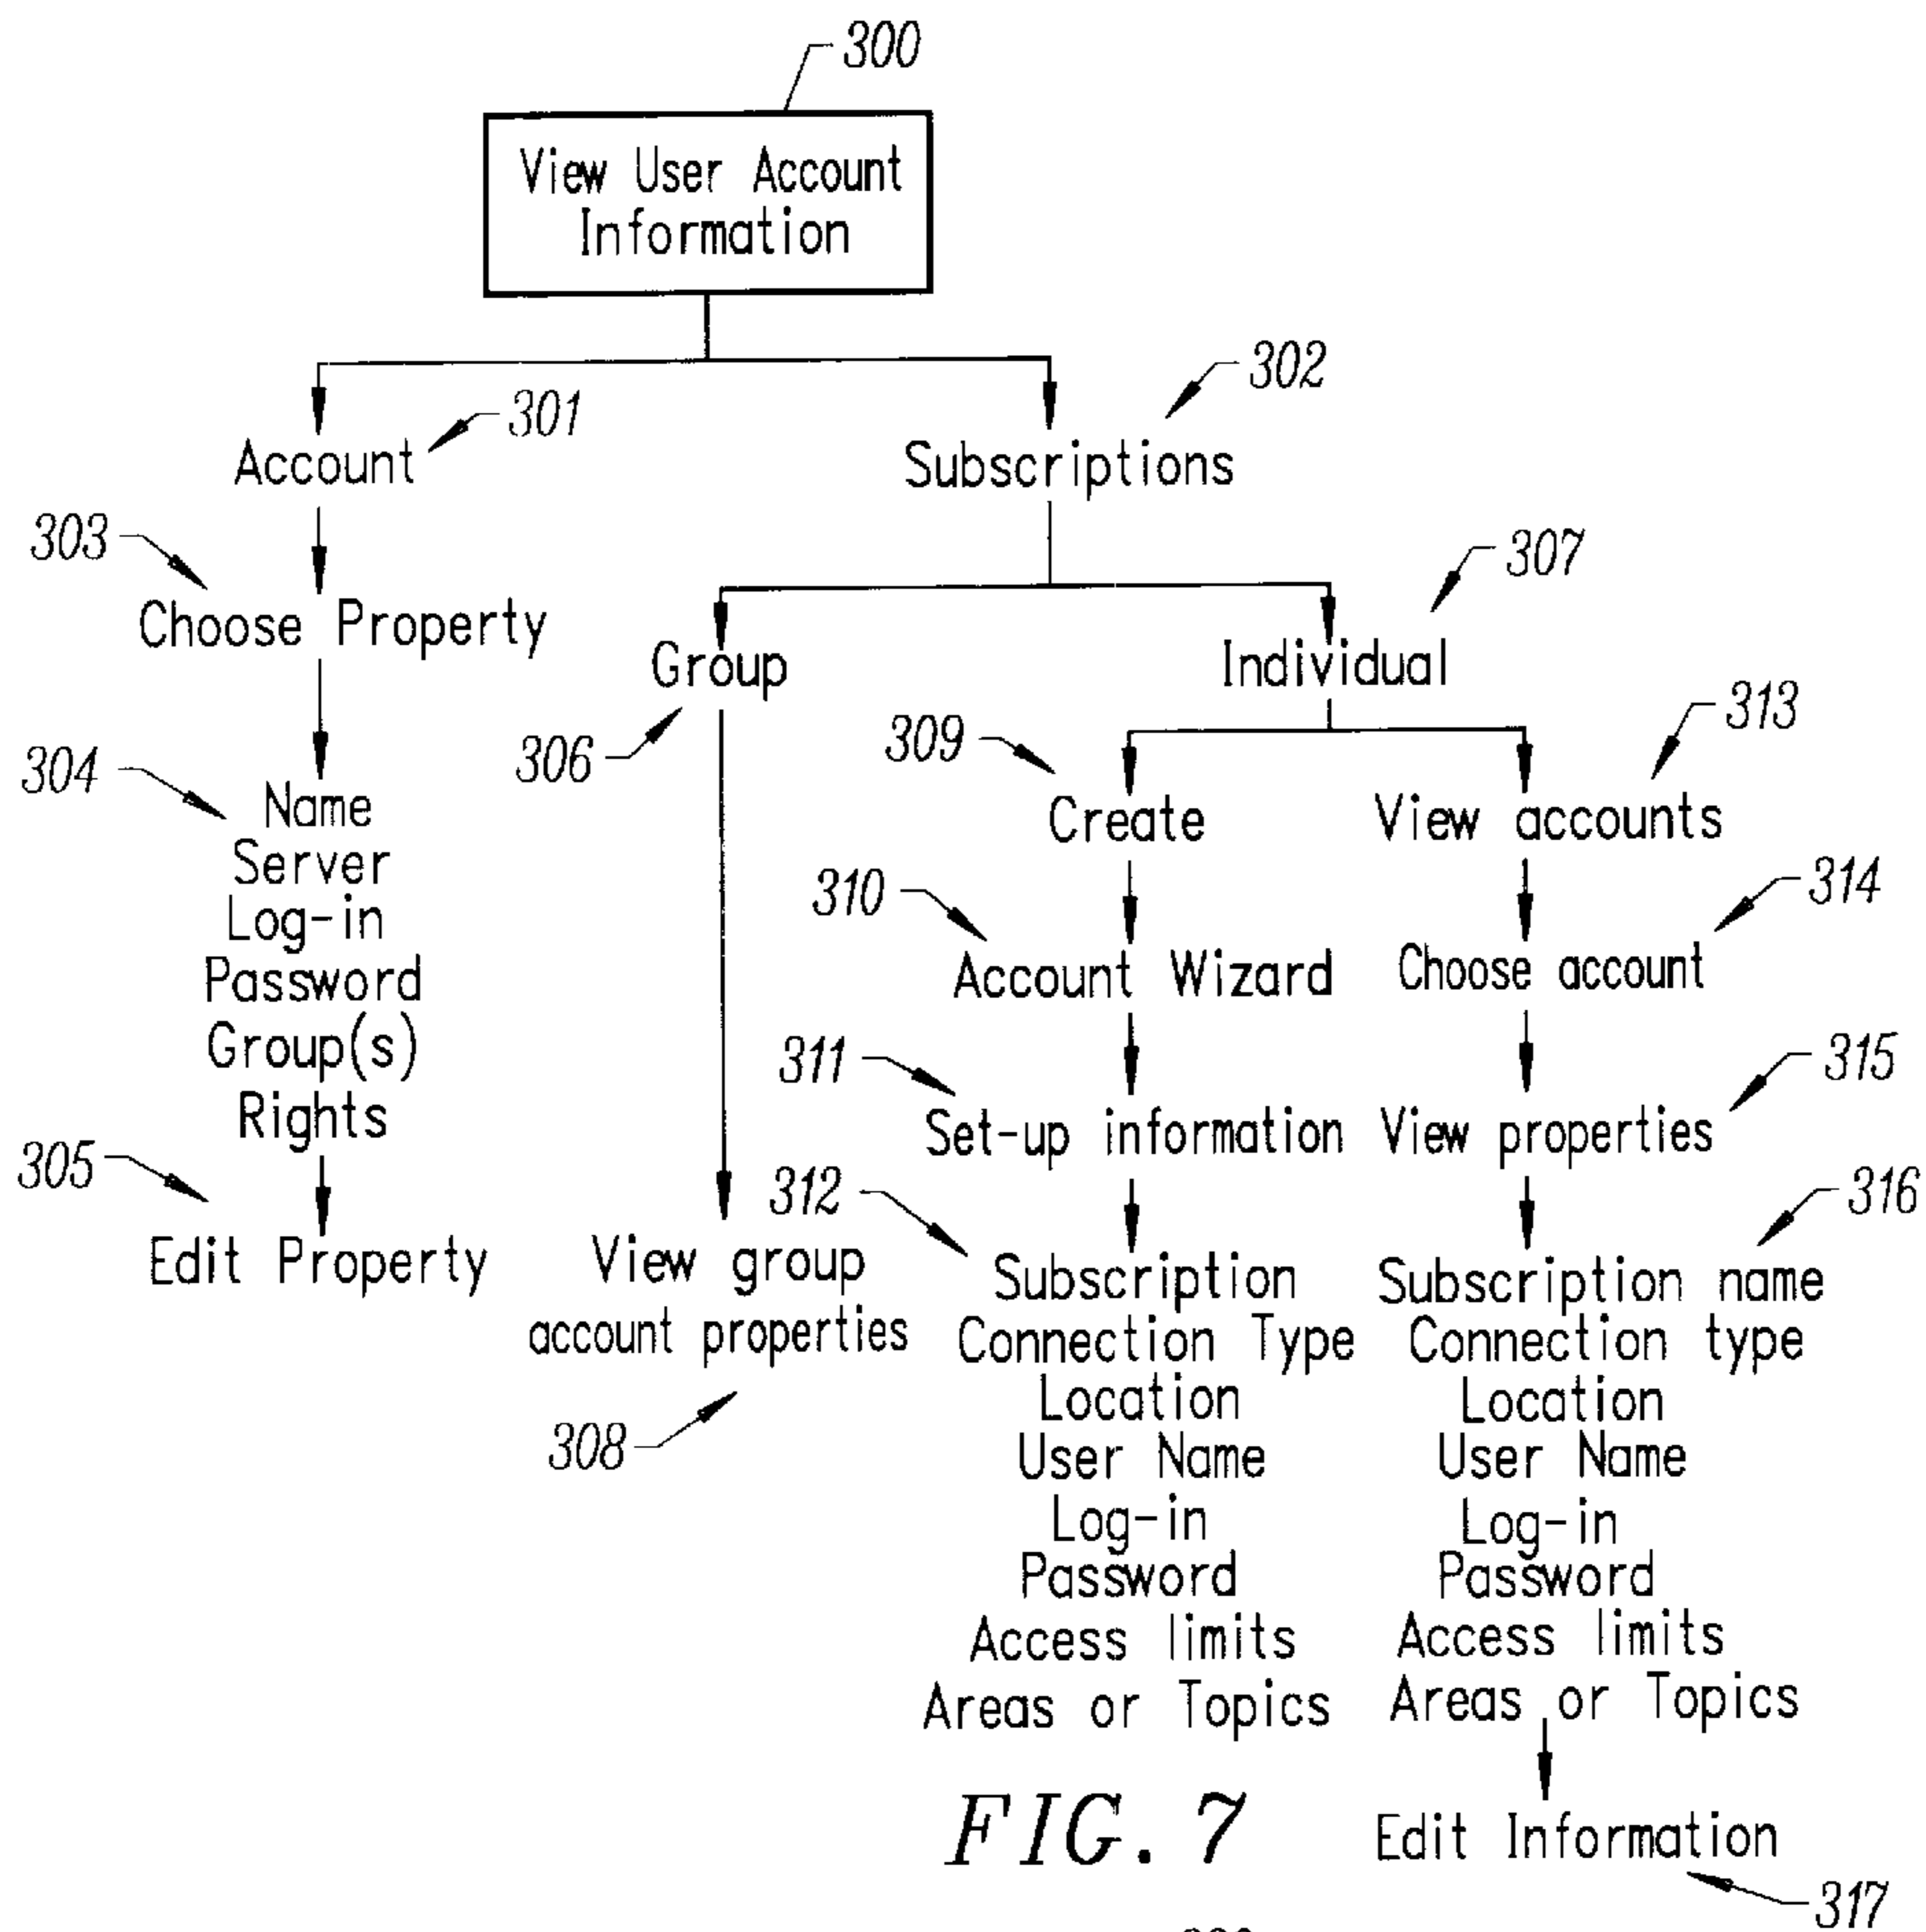 300
View User Account
Information
302
301
Account
Subscriptions
303
307
Choose Property
Group
Individual
306
309
313
304
Name
Server
Log-in
Password
Group(s)
Rights
Create
View accounts
310
314
Account Wizard
Choose account
311
315
Set-up information
View properties
305
312
316
Edit Property
View group
account properties
308
Subscription
Connection Type
Location
User Name
Log-in
Password
Access limits
Areas or Topics
Subscription name
Connection type
Location
User Name
Log-in
Password
Access limits
Areas or Topics
FIG. 7
Edit Information
317